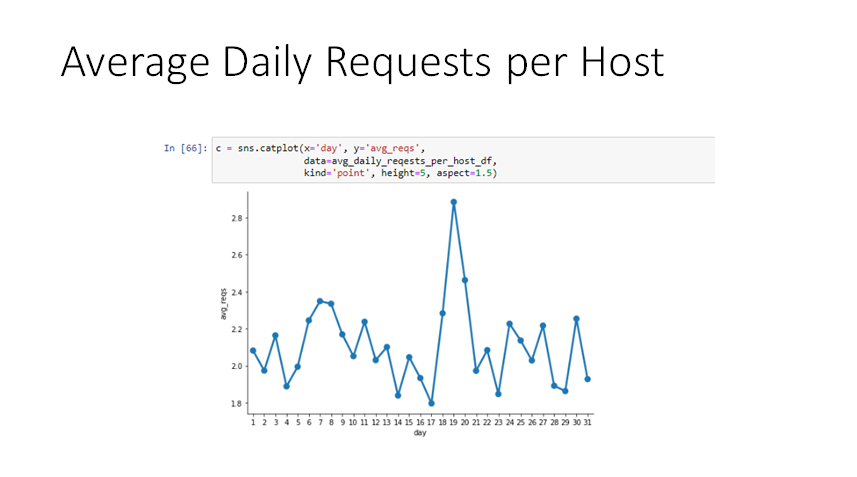 Average Daily Requests per Host
In [66]: c = sns.catplot(x='day', y='avg_reqs',
data=avg_daily_reqests_per_host_df,
kind='point', height=5, aspect=1.5)
2.8
2.6
2.4
2.2
2.0
1.8
avg_reqs
1 2 3 4 5 6 7 8 9 10 11 12 13 14 15 16 17 18 19 20 21 22 23 24 25 26 27 28 29 30 31
day